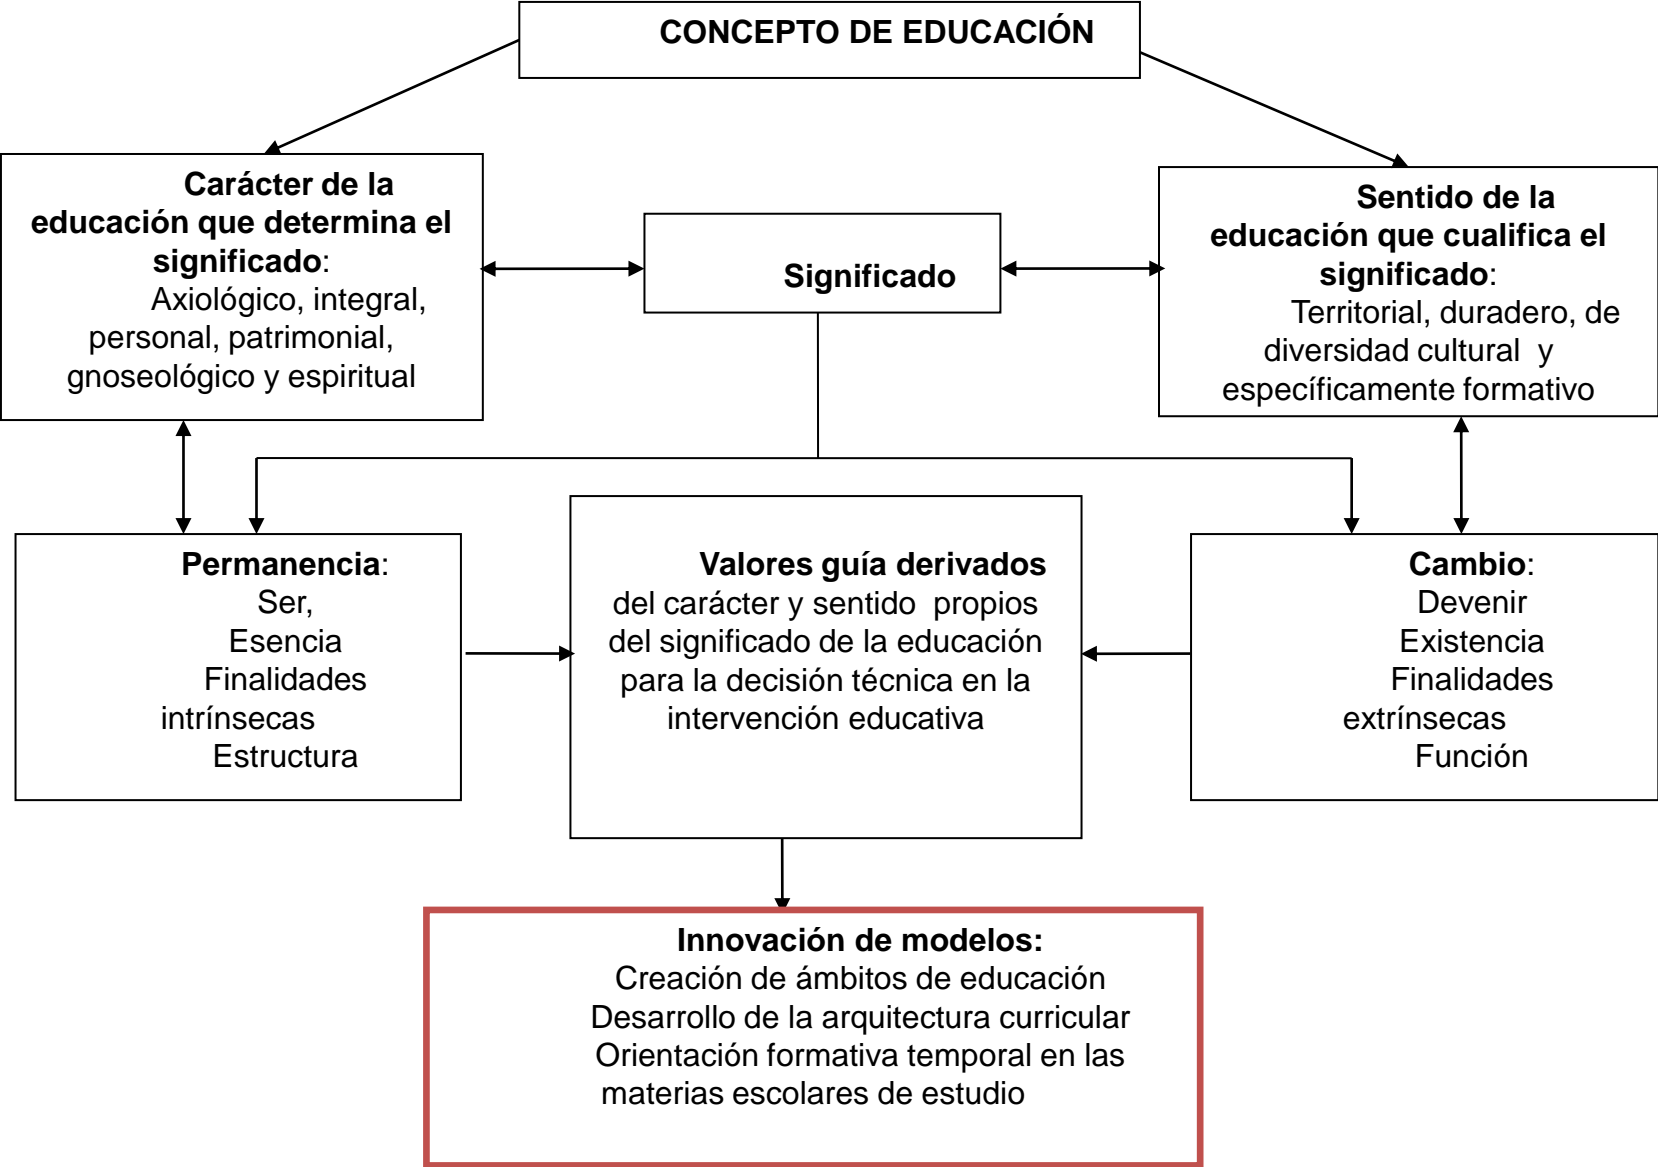 CONCEPTO DE EDUCACIÓN
Carácter de la
educación que determina el
significado:
Axiológico, integral,
personal, patrimonial,
gnoseológico y espiritual
Significado
Sentido de la
educación que cualifica el
significado:
Territorial, duradero, de
diversidad cultural y
específicamente formativo
Permanencia:
Ser,
Esencia
Finalidades
intrínsecas
Estructura
Valores guía derivados
del carácter y sentido propios
del significado de la educación
para la decisión técnica en la
intervención educativa
Cambio:
Devenir
Existencia
Finalidades
extrínsecas
Función
Innovación de modelos:
Creación de ámbitos de educación
Desarrollo de la arquitectura curricular
Orientación formativa temporal en las
materias escolares de estudio